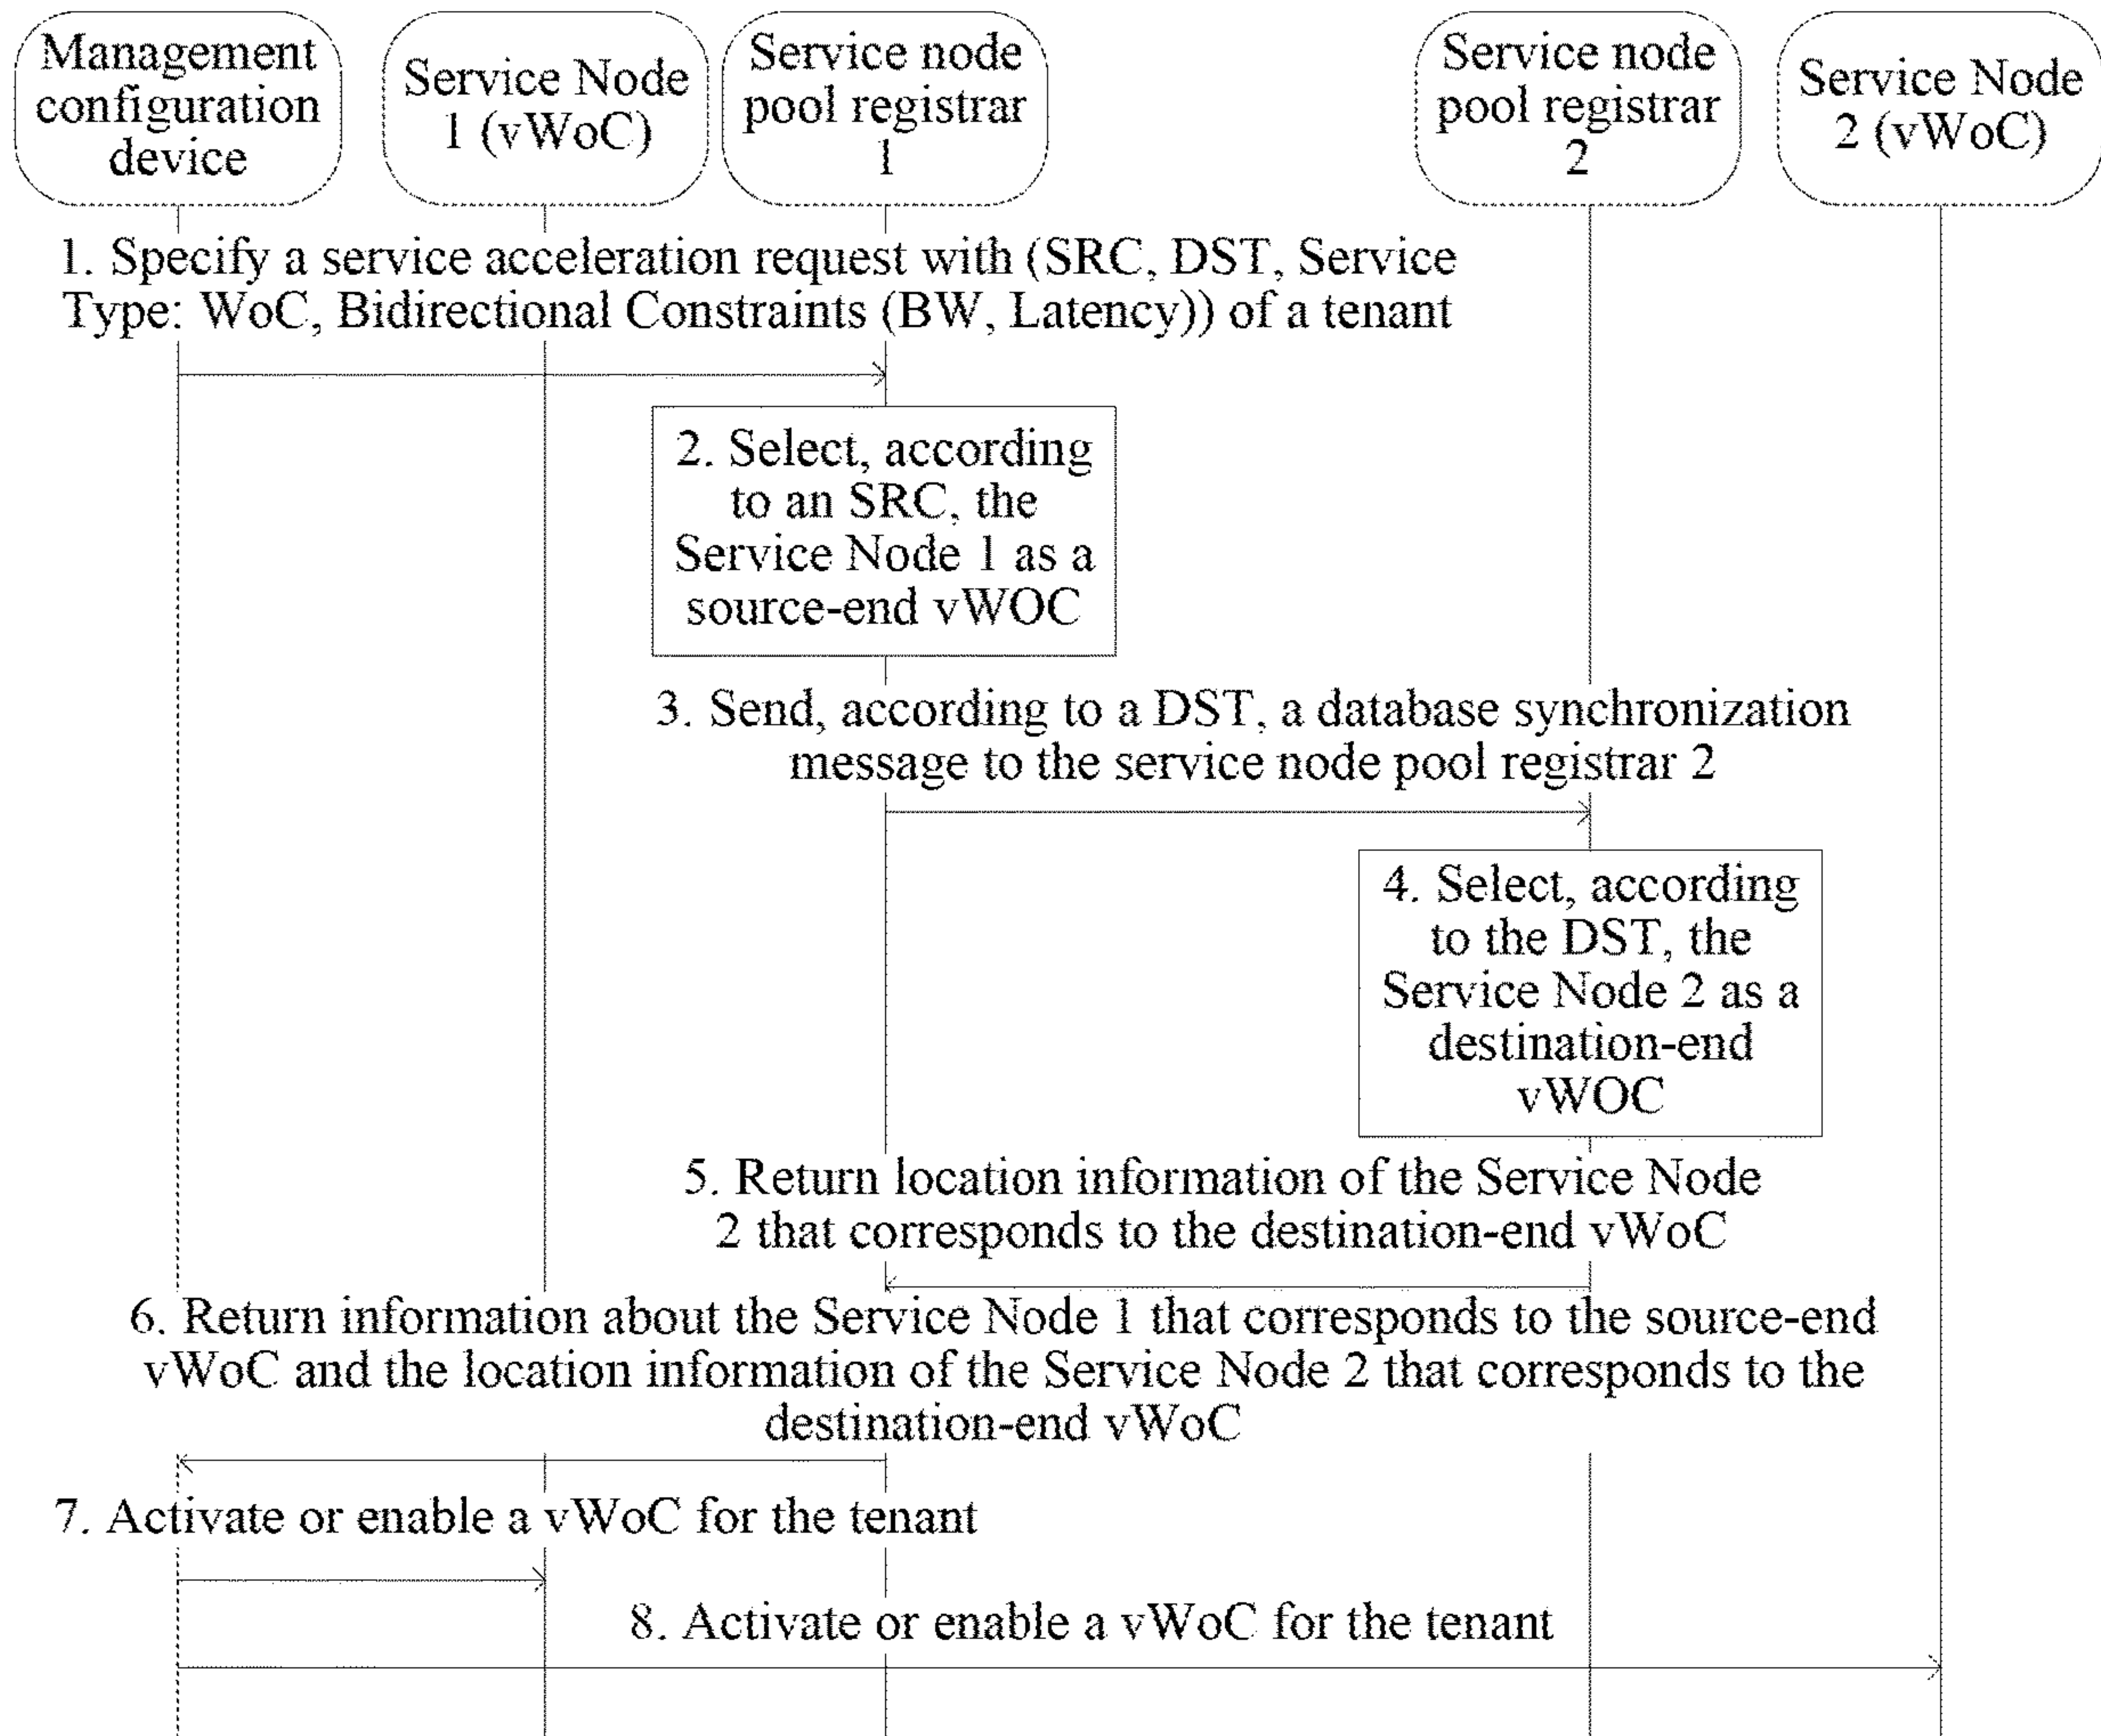 Management
configuration
device
Service Node
1 (vWoC)
Service node
pool registrar
1
Service node
pool registrar
2
Service Node
2 (vWoC)
1. Specify a service acceleration request with (SRC, DST, Service
Type: WoC, Bidirectional Constraints (BW, Latency)) of a tenant
2. Select, according
to an SRC, the
Service Node 1 as a
source-end vWOC
3. Send, according to a DST, a database synchronization
message to the service node pool registrar 2
4. Select, according
to the DST, the
Service Node 2 as a
destination-end
vWOC
5. Return location information of the Service Node
2 that corresponds to the destination-end vWoC
6. Return information about the Service Node 1 that corresponds to the source-end
vWoC and the location information of the Service Node 2 that corresponds to the
destination-end vWoC
7. Activate or enable a vWoC for the tenant
8. Activate or enable a vWoC for the tenant